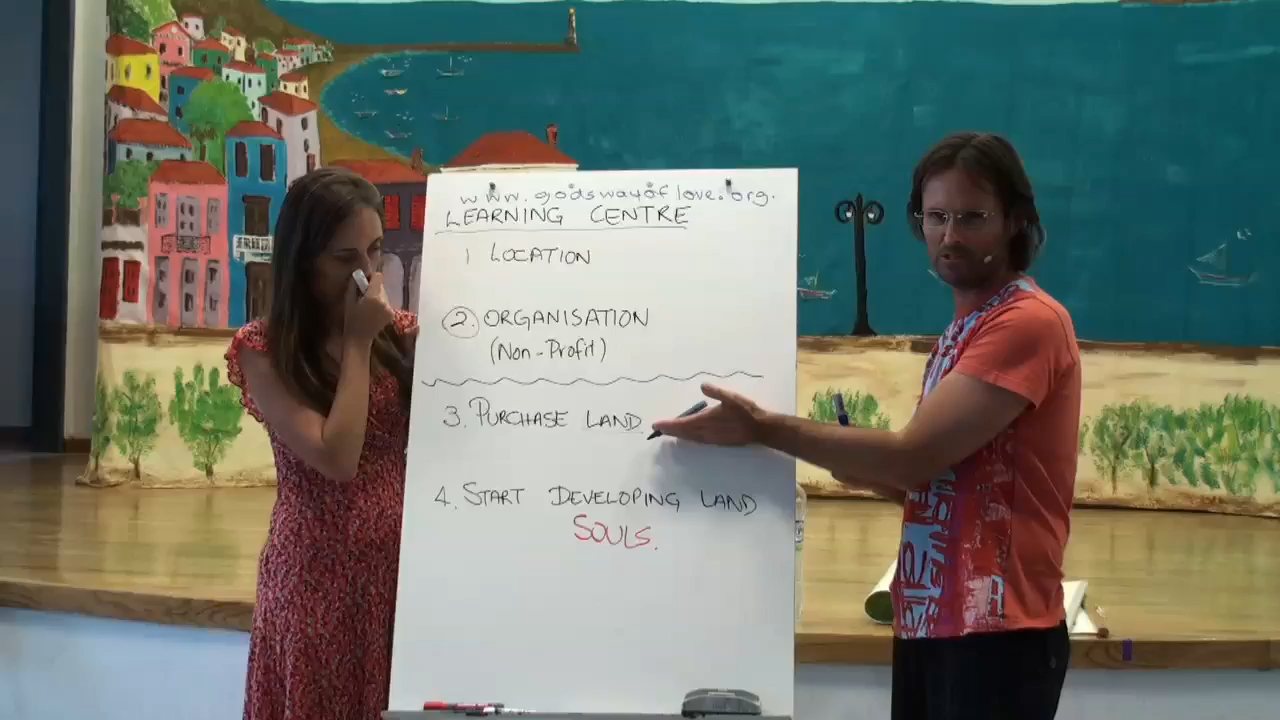 www.godswayoflove.org.
LEARNING CENTRE
1 LOCATION
2. ORGANISATION
(Non-Profit)
3. PURCHASE LAND.
4. START DEVELOPING LAND
SOULS.